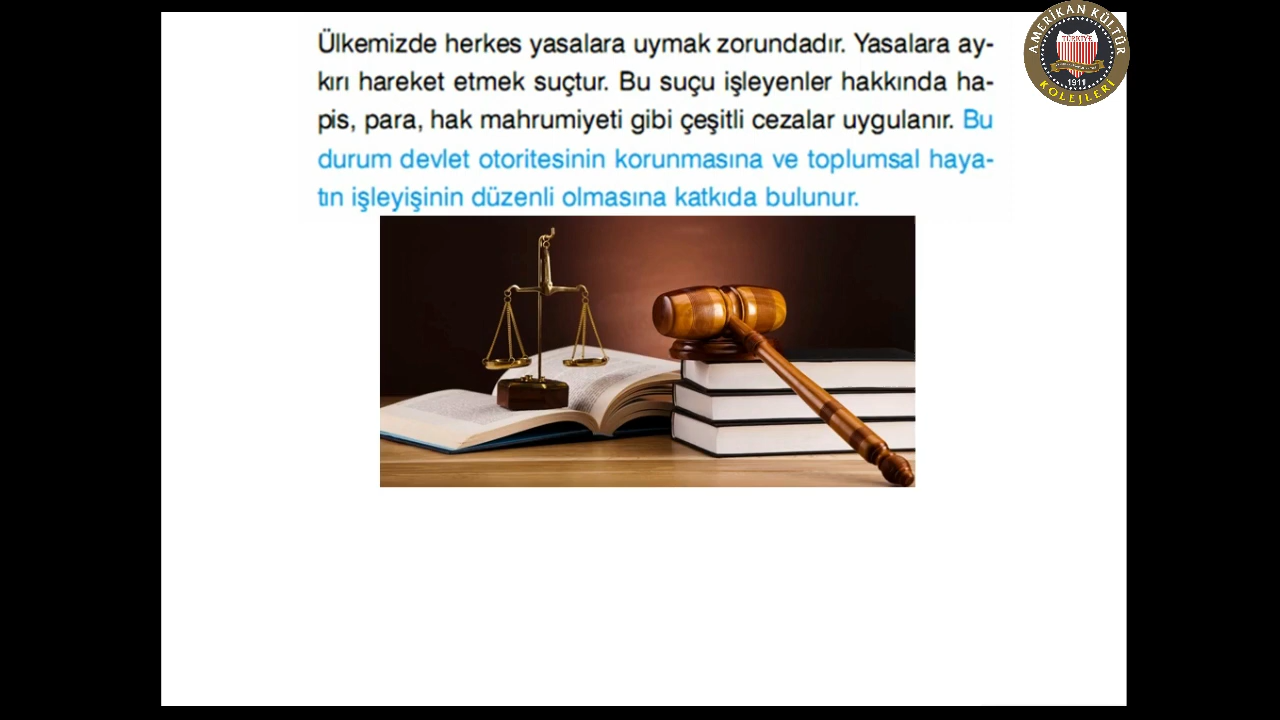 Ülkemizde herkes yasalara uymak zorundadır. Yasalara ay-
kırı hareket etmek suçtur. Bu suçu işleyenler hakkında ha-
pis, para, hak mahrumiyeti gibi çeşitli cezalar uygulanır. Bu
durum devlet otoritesinin korunmasına ve toplumsal haya-
tın işleyişinin düzenli olmasına katkıda bulunur.
AMERİKAN KÜLTÜR
TÜRKİYE
1911
KOLEJLERİ